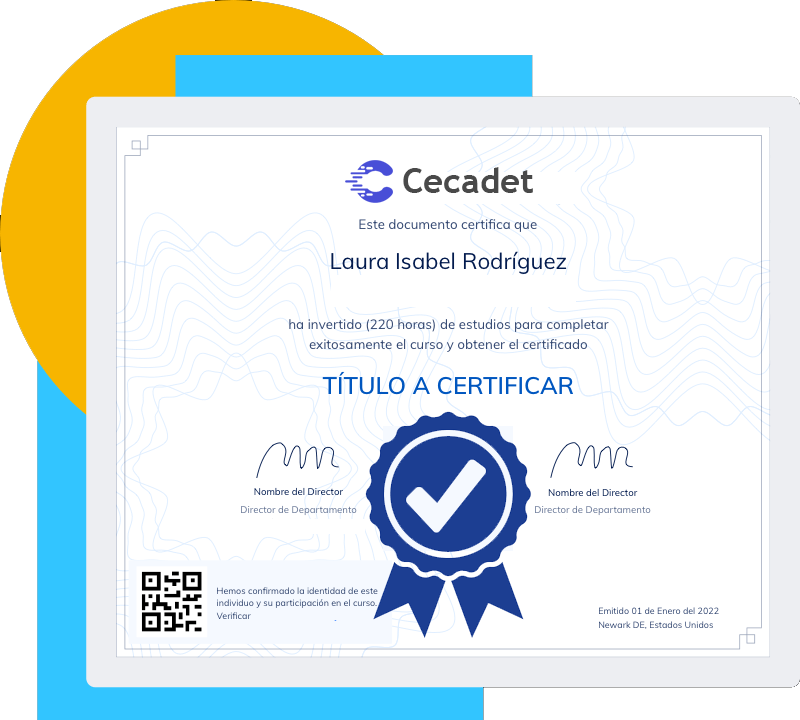 Cecadet
Este documento certifica que
Laura Isabel Rodríguez
ha invertido (220 horas) de estudios para completar
exitosamente el curso y obtener el certificado
TÍTULO A CERTIFICAR
Nombre del Director
Director de Departamento
Nombre del Director
Director de Departamento
Hemos confirmado la identidad de este
individuo y su participación en el curso.
Verificar
Emitido 01 de Enero del 2022
Newark DE, Estados Unidos